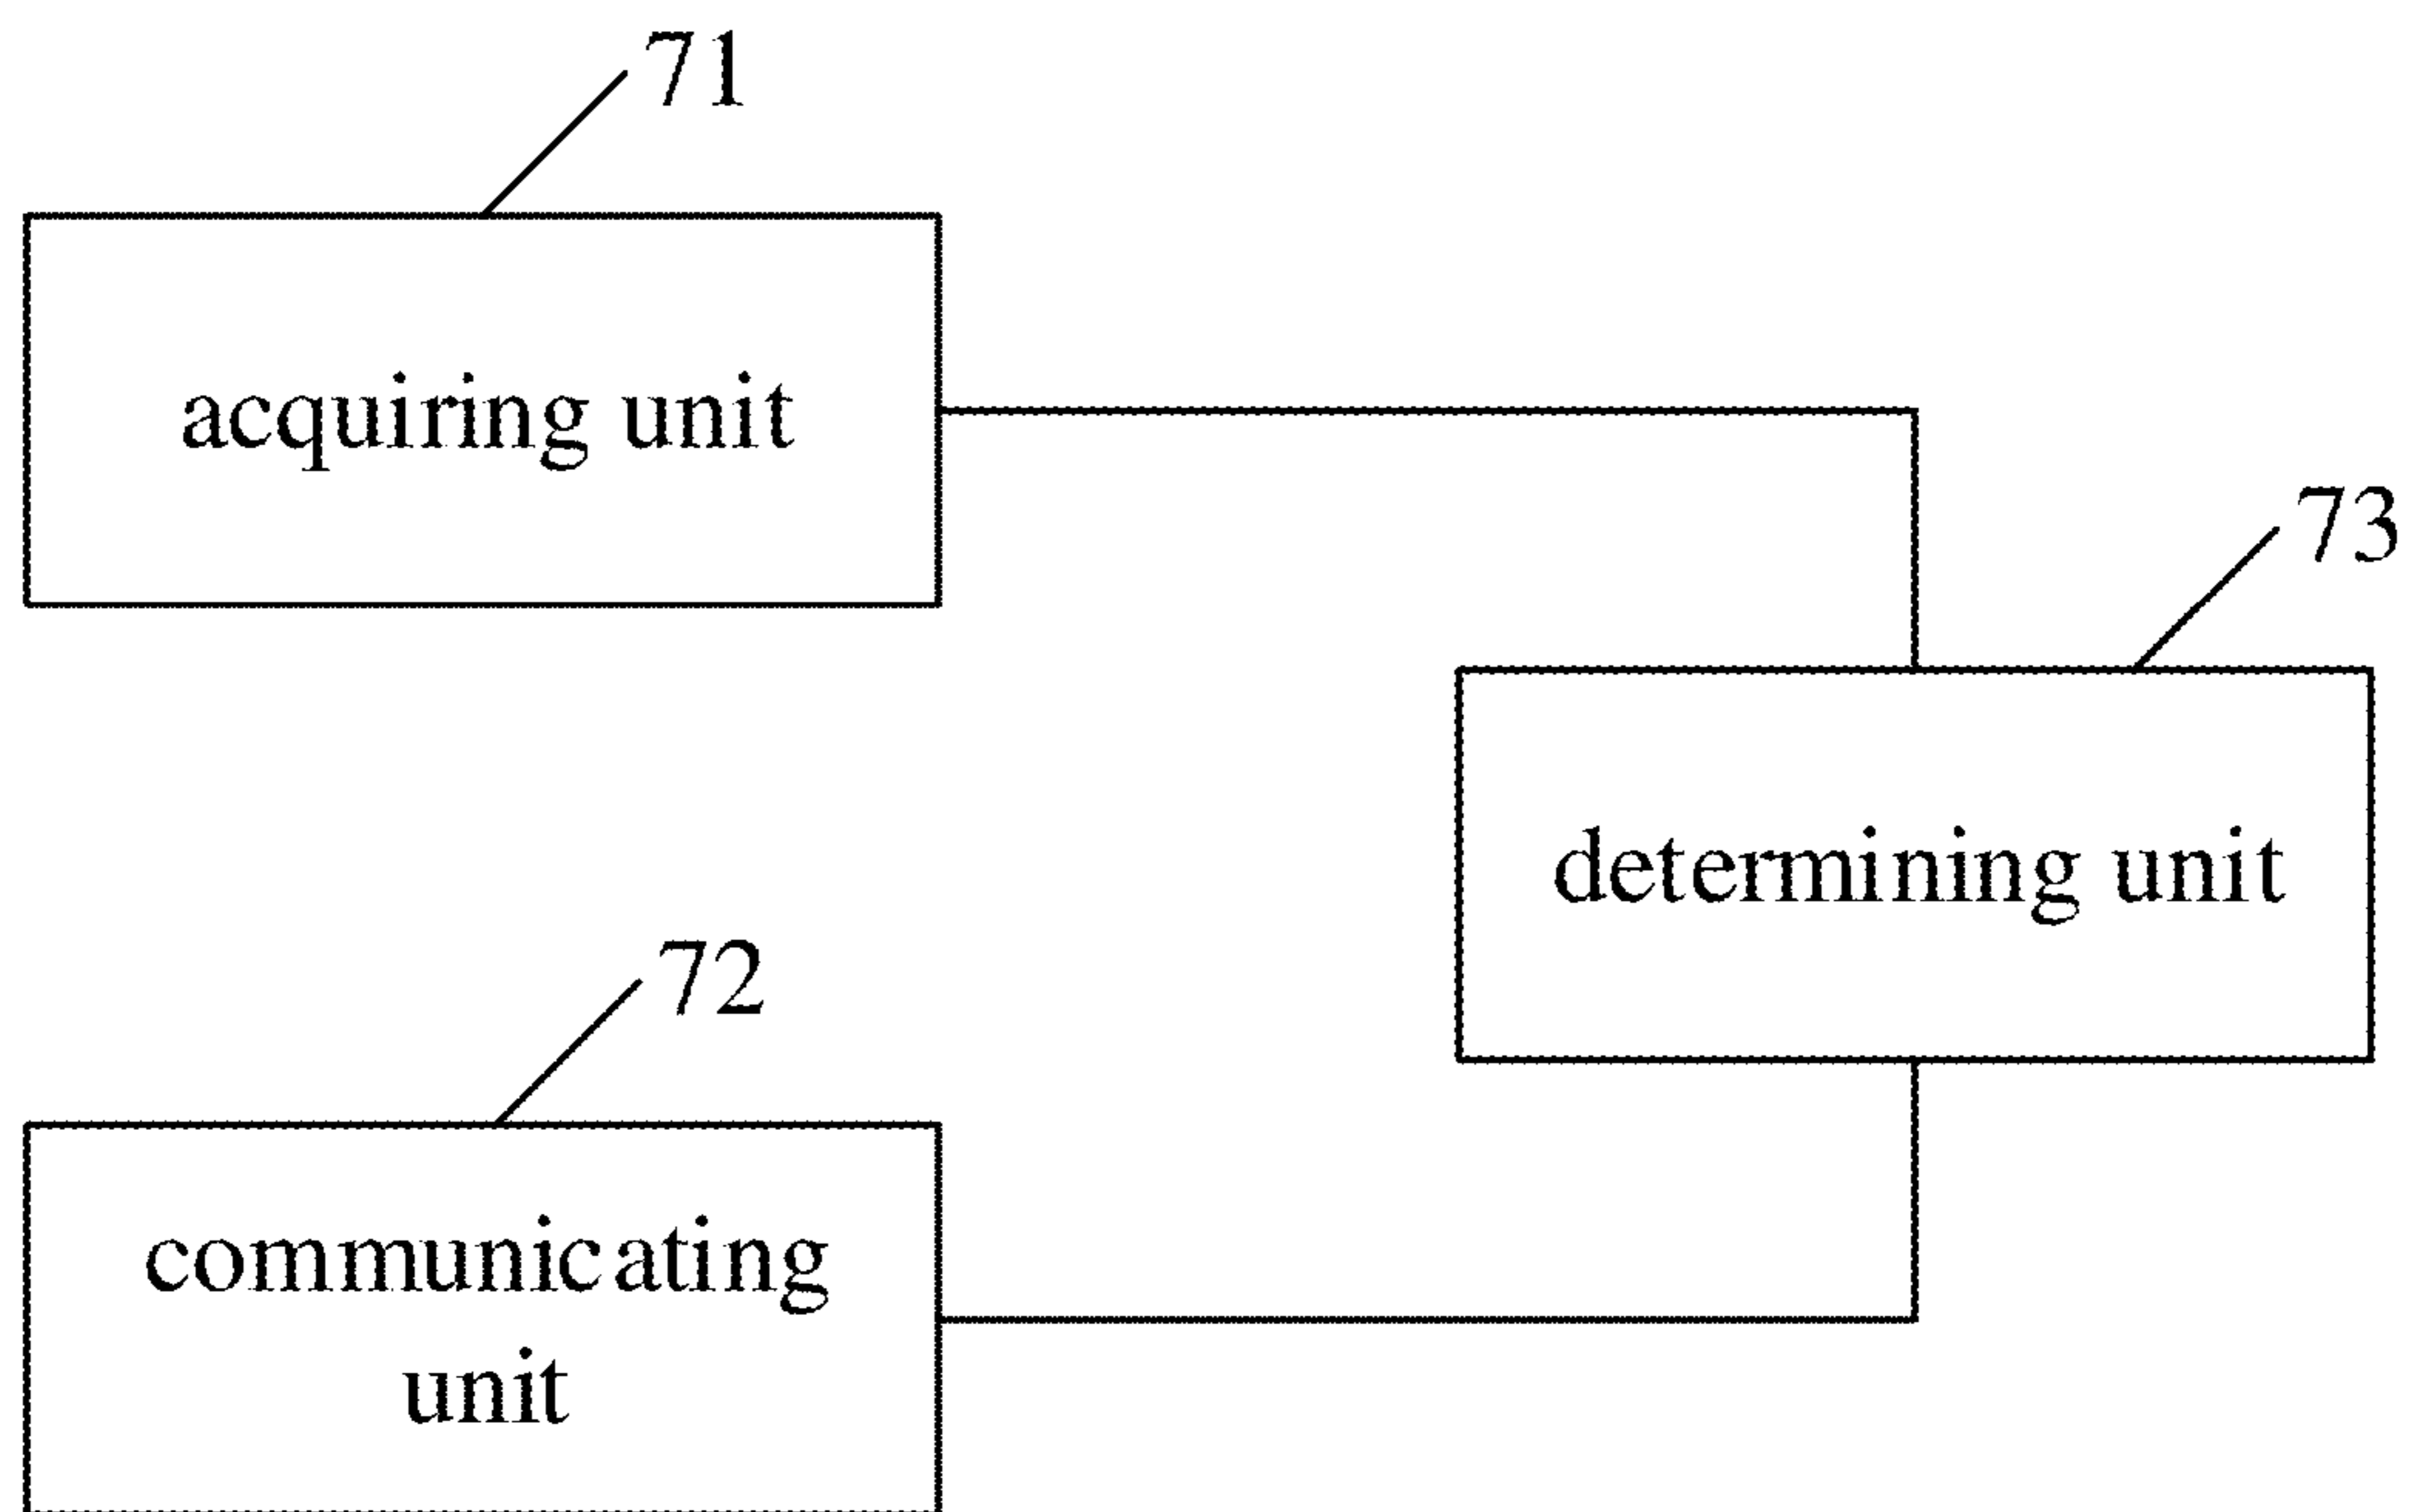 71
acquiring unit
73
determining unit
72
communicating
unit